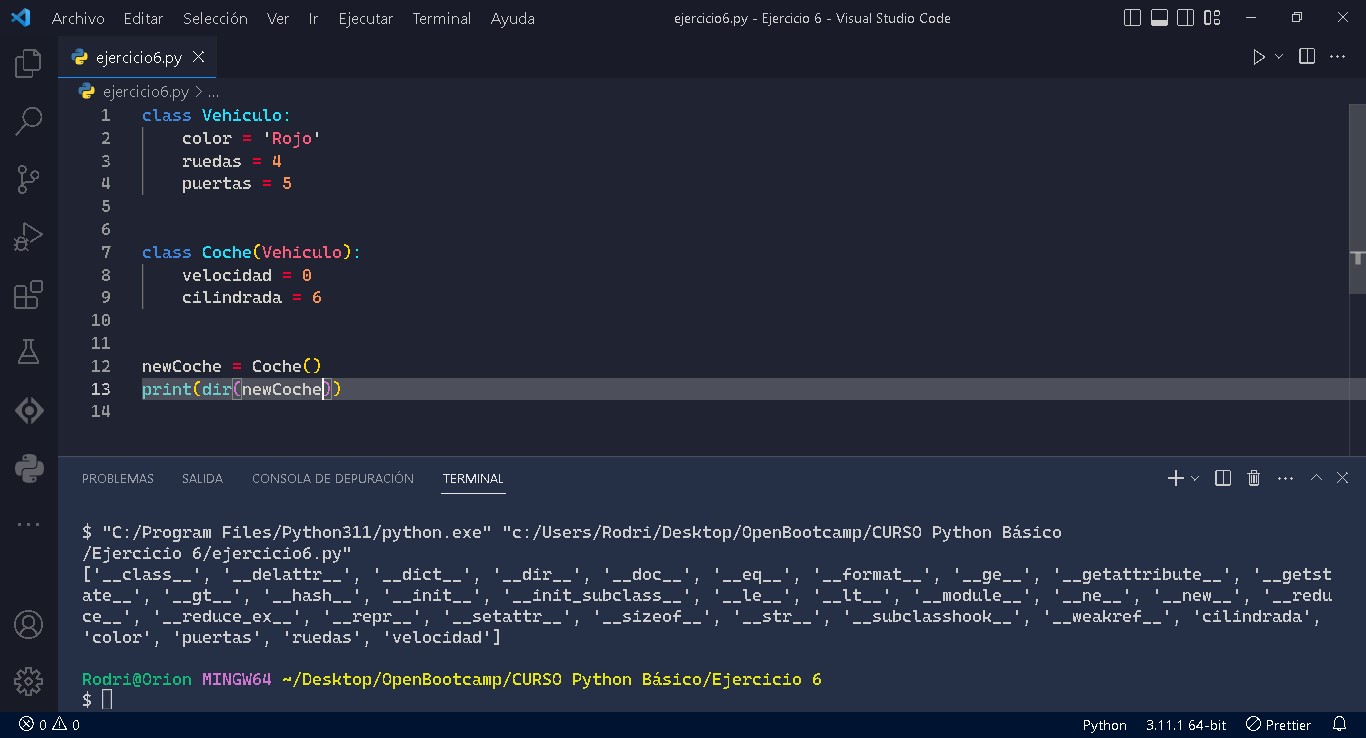 Archivo Editar Selección Ver Ir Ejecutar Terminal Ayuda ejercicio6.py - Ejercicio 6 - Visual Studio Code
ejercicio6.py
ejercicio6.py > ...
1 class Vehiculo:
2 color = 'Rojo'
3 ruedas = 4
4 puertas = 5
5
6
7 class Coche(Vehiculo):
8 velocidad = 0
9 cilindrada = 6
10
11
12 newCoche = Coche()
13 print(dir(newCoche))
14
PROBLEMAS SALIDA CONSOLA DE DEPURACIÓN TERMINAL
$ "C:/Program Files/Python311/python.exe" "c:/Users/Rodri/Desktop/OpenBootcamp/CURSO Python Básico
/Ejercicio 6/ejercicio6.py"
['__class__', '__delattr__', '__dict__', '__dir__', '__doc__', '__eq__', '__format__', '__ge__', '__getattribute__', '__getst
ate__', '__gt__', '__hash__', '__init__', '__init_subclass__', '__le__', '__lt__', '__module__', '__ne__', '__new__', '__redu
ce__', '__reduce_ex__', '__repr__', '__setattr__', '__sizeof__', '__str__', '__subclasshook__', '__weakref__', 'cilindrada',
'color', 'puertas', 'ruedas', 'velocidad']
Rodri@Orion MINGW64 ~/Desktop/OpenBootcamp/CURSO Python Básico/Ejercicio 6
$
0 0 Python 3.11.1 64-bit Prettier